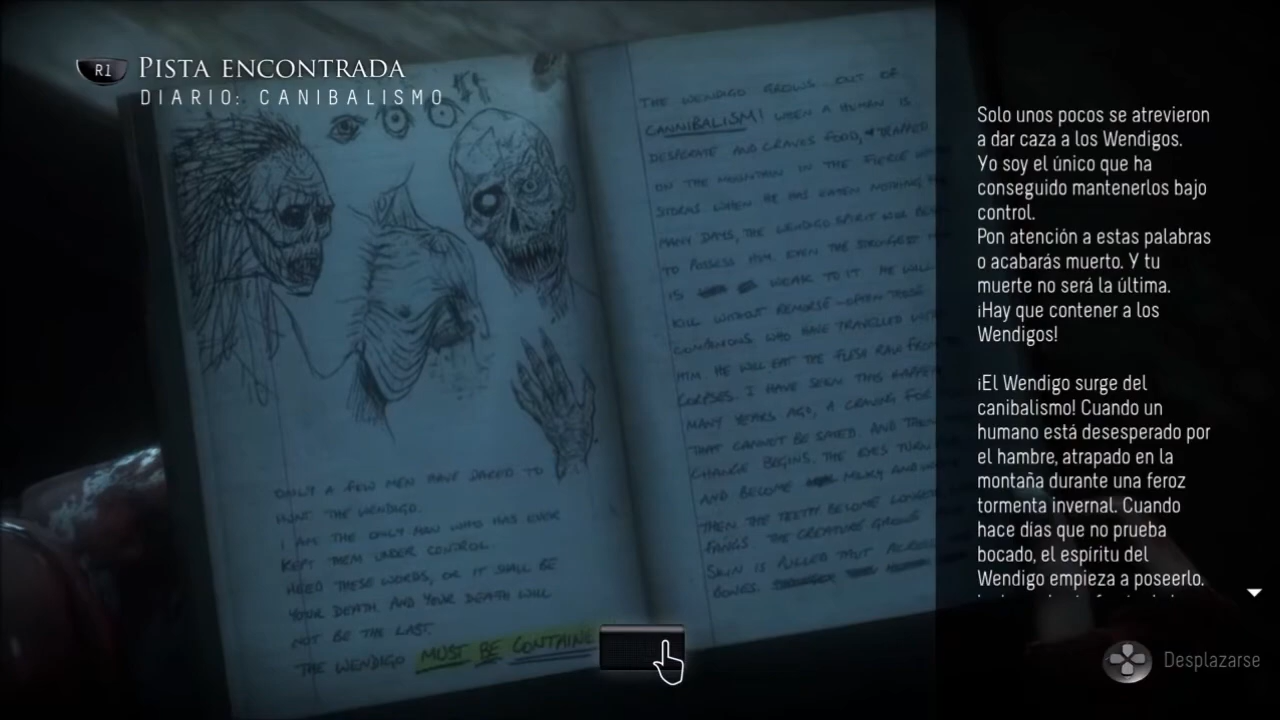 R1 PISTA ENCONTRADA
DIARIO: CANIBALISMO
ONLY A FEW MEN HAVE DARED TO
HUNT THE WENDIGO.
I AM THE ONLY MAN WHO HAS EVER
KEPT THEM UNDER CONTROL.
HEED THESE WORDS, OR IT SHALL BE
YOUR DEATH. AND YOUR DEATH WILL
NOT BE THE LAST.
THE WENDIGO MUST BE CONTAINE
THE WENDIGO GROWS OUT OF
CANNIBALISM! WHEN A HUMAN IS
DESPERATE AND CRAVES FOOD, TRAPPED
ON THE MOUNTAIN IN THE FIERCE
STORMS. WHEN HE HAS EATEN NOTHING
MANY DAYS, THE WENDIGO SPIRIT WILL
TO POSSESS HIM. EVEN THE STRONGEST
IS WEAK TO IT. HE WILL
KILL WITHOUT REMORSE - OFTEN THOSE
COMPANIONS WHO HAVE TRAVELLED WITH
HIM. HE WILL EAT THE FLESH RAW FROM
CORPSES. I HAVE SEEN THIS HAPPEN
MANY YEARS AGO, A CRAVING FOR
THAT CANNOT BE SATED. AND THEN
CHANGE BEGINS. THE EYES TURN
AND BECOME MILKY AND
THEN THE TEETH BECOME LONGER,
FANGS. THE CREATURE GROWS
SKIN IS PULLED THUT ACROSS
BONES.
Solo unos pocos se atrevieron
a dar caza a los Wendigos.
Yo soy el único que ha
conseguido mantenerlos bajo
control.
Pon atención a estas palabras
o acabarás muerto. Y tu
muerte no será la última.
¡Hay que contener a los
Wendigos!
¡El Wendigo surge del
canibalismo! Cuando un
humano está desesperado por
el hambre, atrapado en la
montaña durante una feroz
tormenta invernal. Cuando
hace días que no prueba
bocado, el espíritu del
Wendigo empieza a poseerlo.
Desplazarse